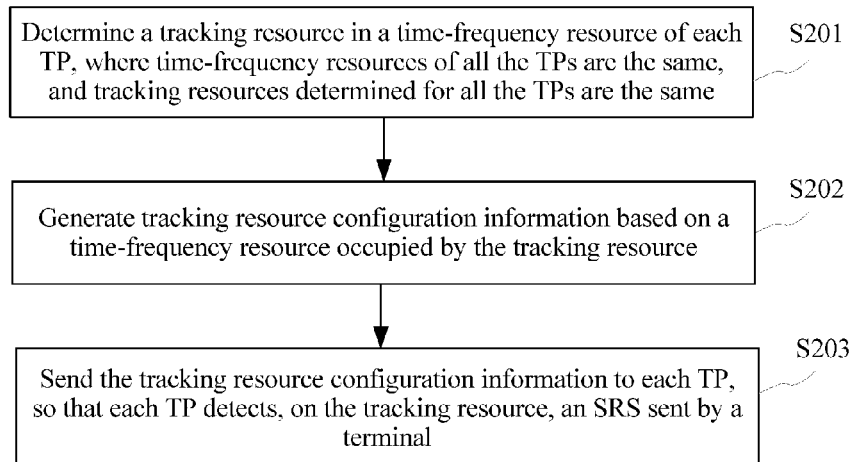 Determine a tracking resource in a time-frequency resource of each
TP, where time-frequency resources of all the TPs are the same,
and tracking resources determined for all the TPs are the same
S201
Generate tracking resource configuration information based on a
time-frequency resource occupied by the tracking resource
S202
Send the tracking resource configuration information to each TP,
so that each TP detects, on the tracking resource, an SRS sent by a
terminal
S203